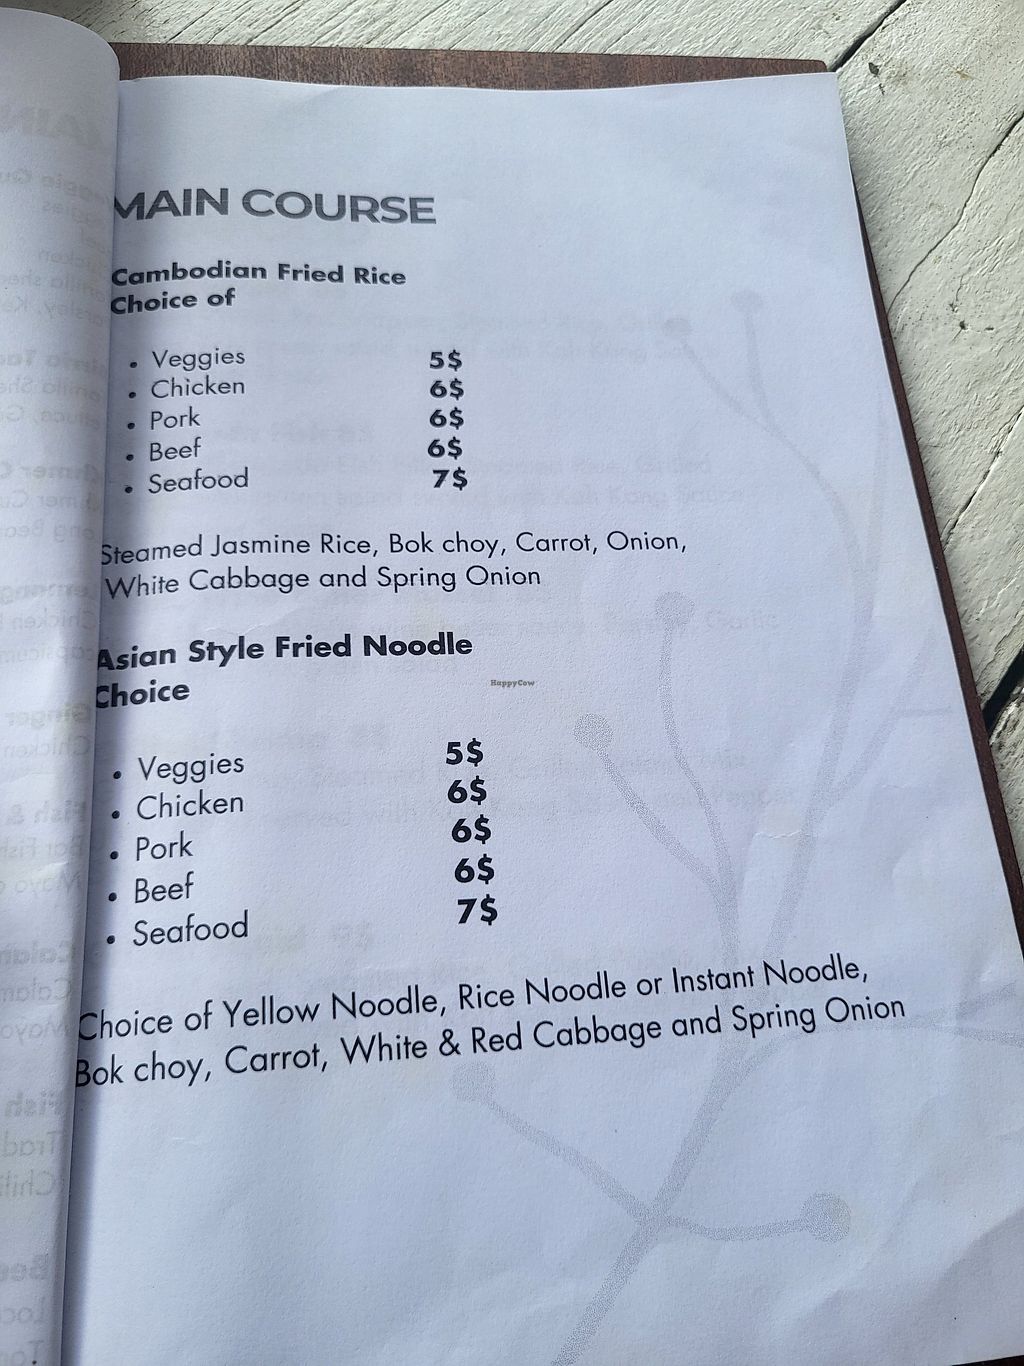 MAIN COURSE
Cambodian Fried Rice
Choice of
• Veggies 5$
• Chicken 6$
• Pork 6$
• Beef 6$
• Seafood 7$
Steamed Jasmine Rice, Bok choy, Carrot, Onion,
White Cabbage and Spring Onion
Asian Style Fried Noodle
Choice
HappyCow
• Veggies 5$
• Chicken 6$
• Pork 6$
• Beef 6$
• Seafood 7$
Choice of Yellow Noodle, Rice Noodle or Instant Noodle,
Bok choy, Carrot, White & Red Cabbage and Spring Onion